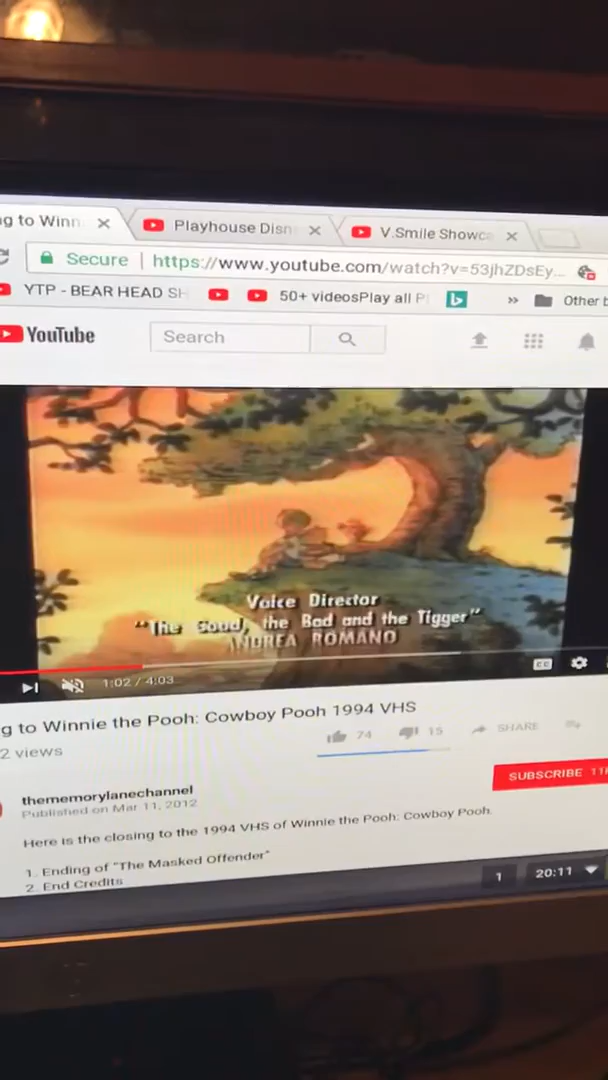 ng to Winn
Playhouse Disn
V.Smile Showca
Secure | https://www.youtube.com/watch?v=53jhZDsEy...
YTP - BEAR HEAD SH
50+ videosPlay all Pl
»
Other b
YouTube
Search
Voice Director
"The Good, the Bad and the Tigger"
ANDREA ROMANO
CC
1:02 / 4:03
g to Winnie the Pooh: Cowboy Pooh 1994 VHS
2 views
74
15
SHARE
thememorylanechannel
Published on Mar 11, 2012
SUBSCRIBE
Here is the closing to the 1994 VHS of Winnie the Pooh: Cowboy Pooh.
1. Ending of "The Masked Offender"
2. End Credits
1
20:11